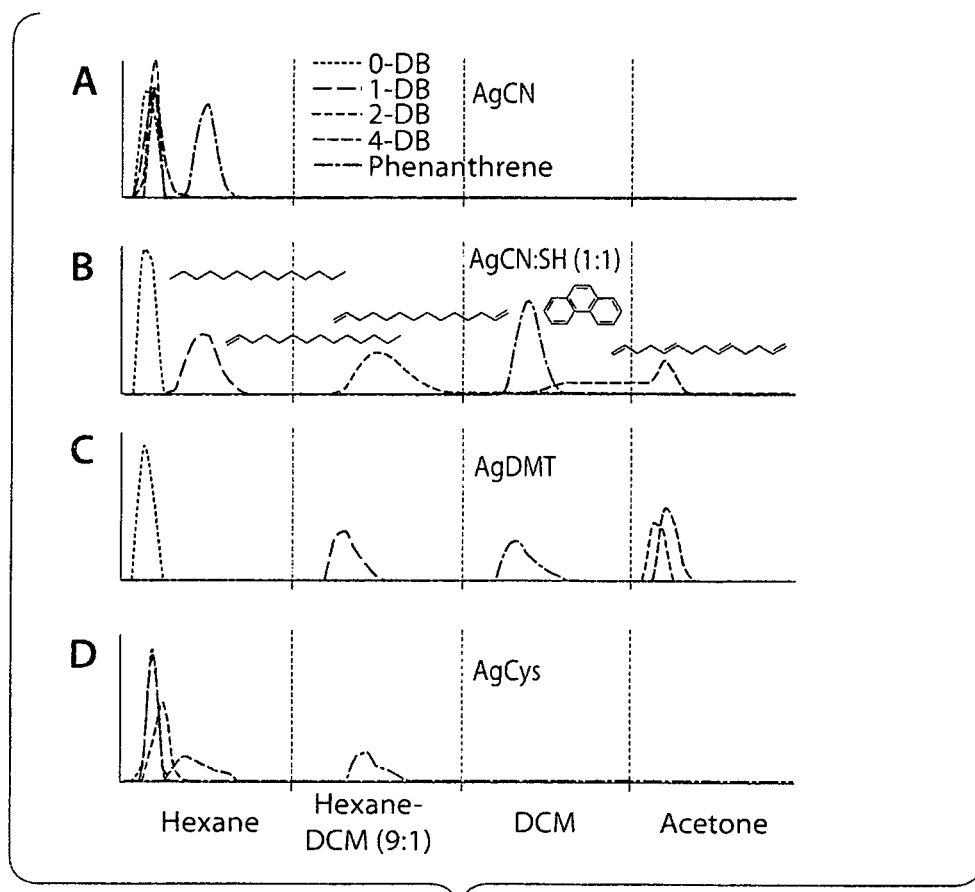 A
0-DB
1-DB
2-DB
4-DB
Phenanthrene
AgCN
B
AgCN:SH (1:1)
C
AgDMT
D
AgCys
Hexane
Hexane-
DCM (9:1)
DCM
Acetone